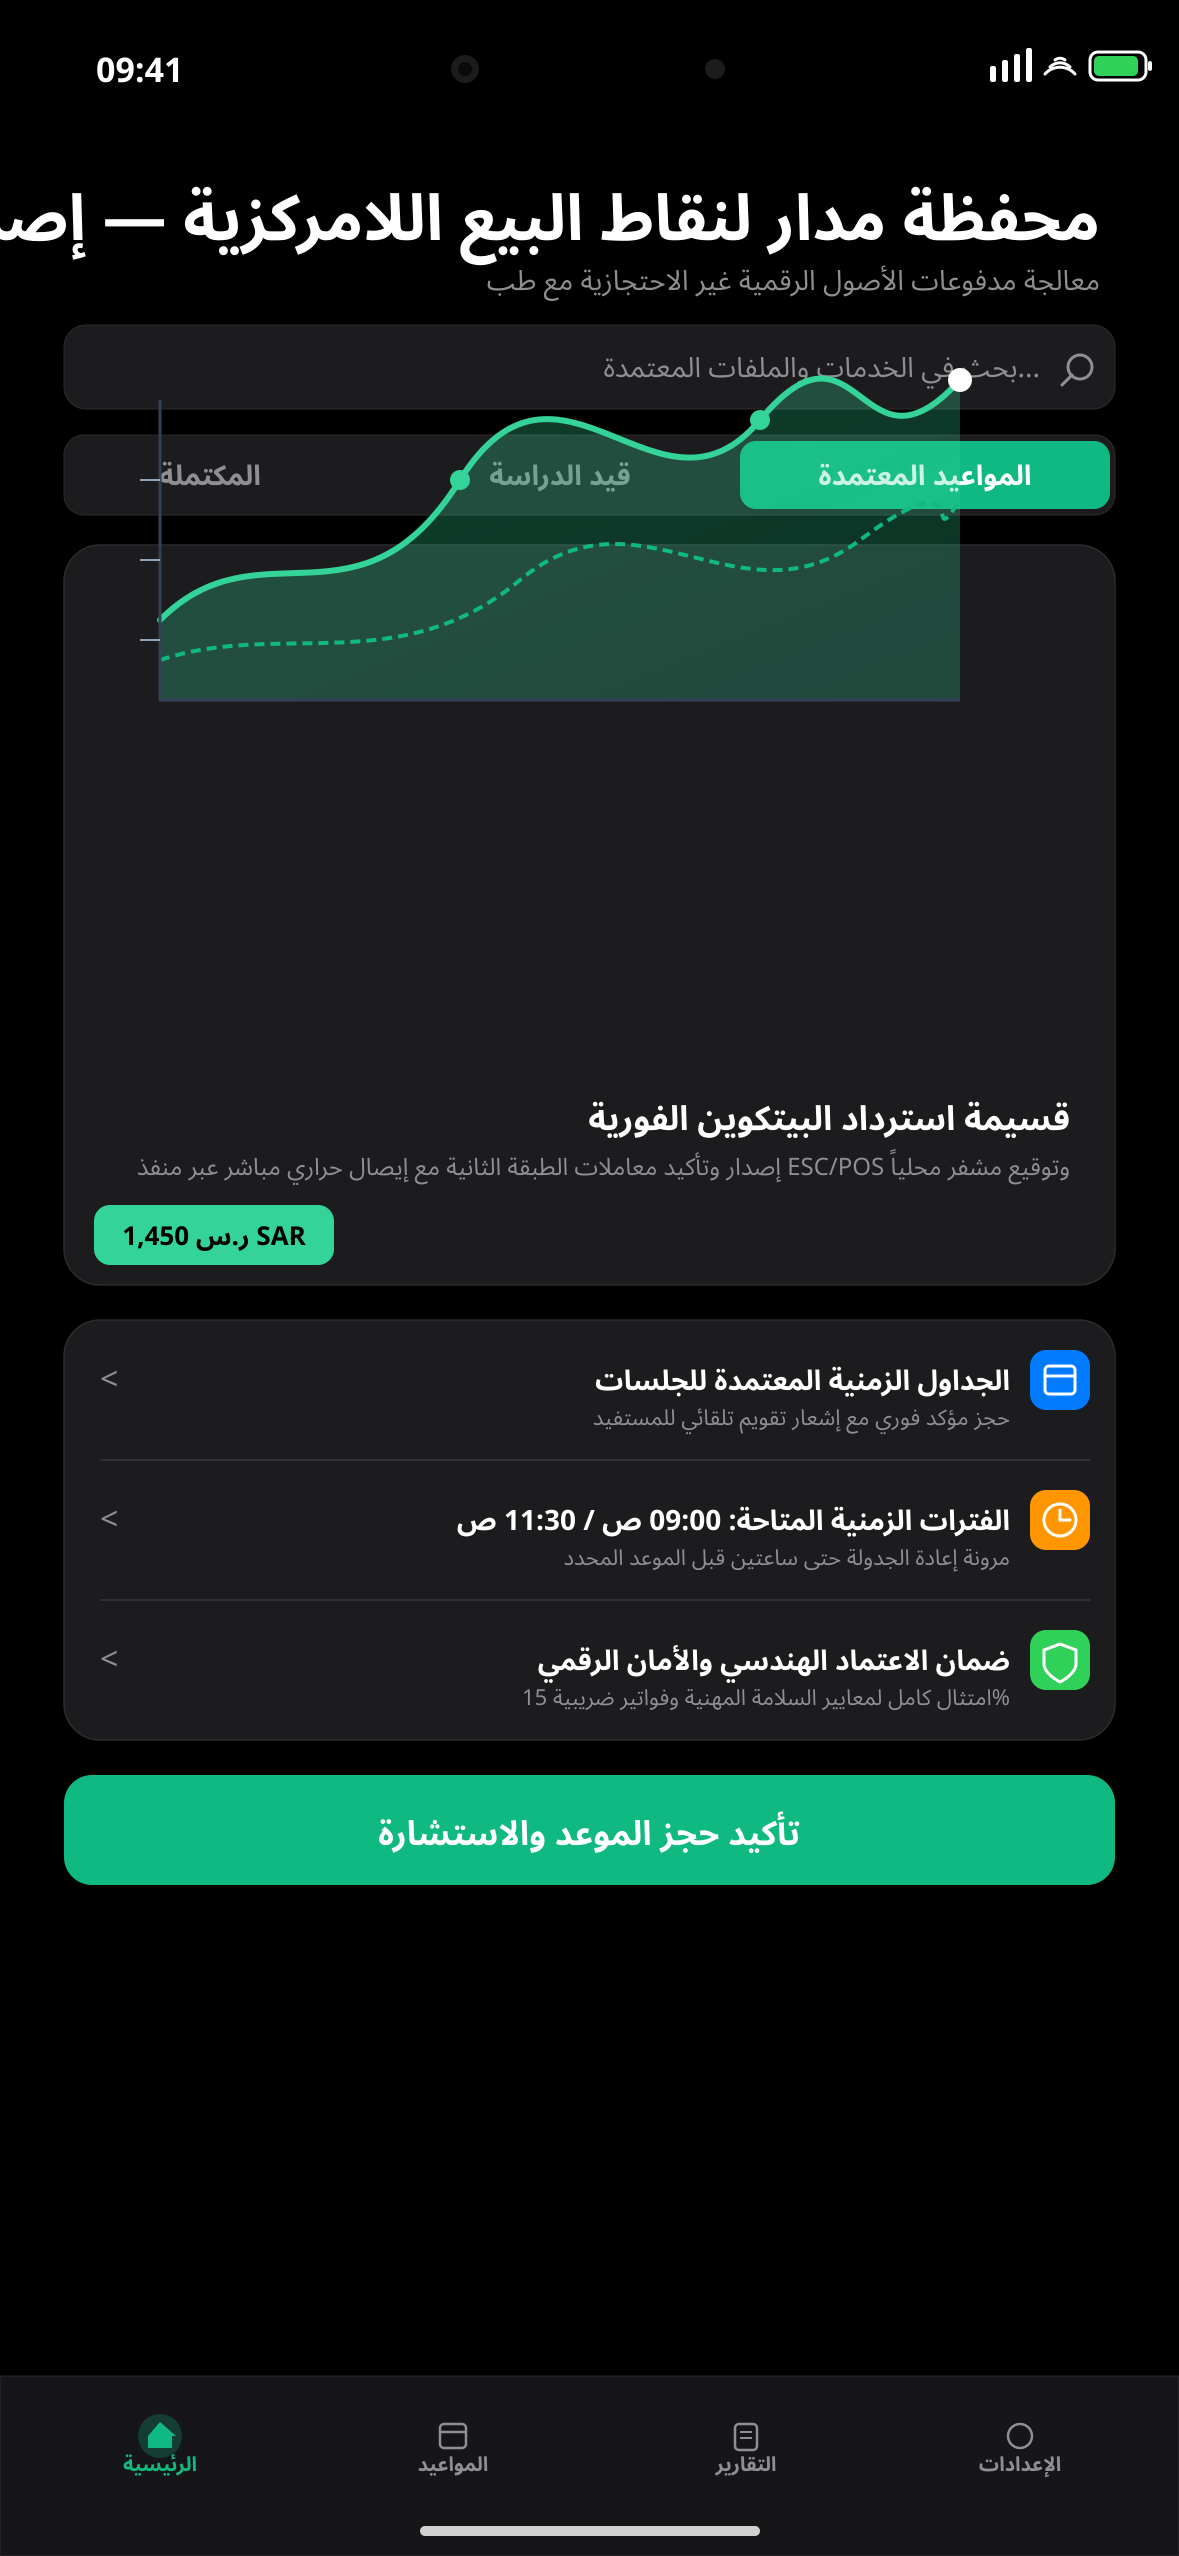 09:41
محفظة مدار لنقاط البيع اللامركزية — إصد
معالجة مدفوعات الأصول الرقمية غير الاحتجازية مع طب
بحث في الخدمات والملفات المعتمدة...
المواعيد المعتمدة
قيد الدراسة
المكتملة
قسيمة استرداد البيتكوين الفورية
وتوقيع مشفر محلياً ESC/POS إصدار وتأكيد معاملات الطبقة الثانية مع إيصال حراري مباشر عبر منفذ
1,450 ر.س SAR
الجداول الزمنية المعتمدة للجلسات
حجز مؤكد فوري مع إشعار تقويم تلقائي للمستفيد
الفترات الزمنية المتاحة: 09:00 ص / 11:30 ص
مرونة إعادة الجدولة حتى ساعتين قبل الموعد المحدد
ضمان الاعتماد الهندسي والأمان الرقمي
%امتثال كامل لمعايير السلامة المهنية وفواتير ضريبية 15
تأكيد حجز الموعد والاستشارة
الإعدادات
التقارير
المواعيد
الرئيسية